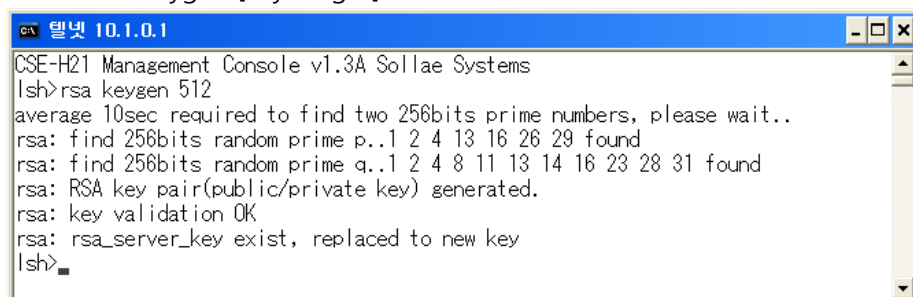 텔넷 10.1.0.1
CSE-H21 Management Console v1.3A Sollae Systems
lsh>rsa keygen 512
average 10sec required to find two 256bits prime numbers, please wait..
rsa: find 256bits random prime p..1 2 4 13 16 26 29 found
rsa: find 256bits random prime q..1 2 4 8 11 13 14 16 23 28 31 found
rsa: RSA key pair(public/private key) generated.
rsa: key validation OK
rsa: rsa_server_key exist, replaced to new key
lsh>